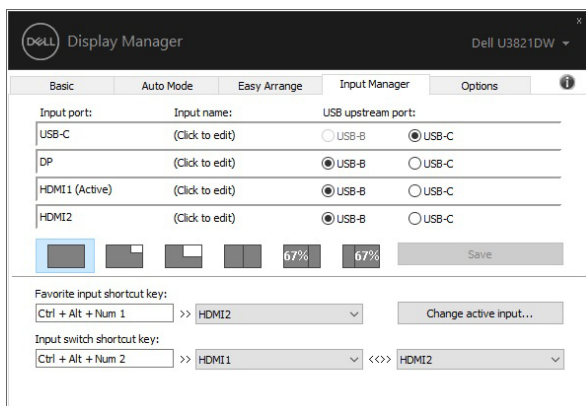 x
DELL Display Manager Dell U3821DW
Basic Auto Mode Easy Arrange Input Manager Options i
Input port: Input name: USB upstream port:
USB-C (Click to edit) USB-B USB-C
DP (Click to edit) USB-B USB-C
HDMI1 (Active) (Click to edit) USB-B USB-C
HDMI2 (Click to edit) USB-B USB-C
67% 67% Save
Favorite input shortcut key:
Ctrl + Alt + Num 1 >> HDMI2 Change active input...
Input switch shortcut key:
Ctrl + Alt + Num 2 >> HDMI1 <<>> HDMI2